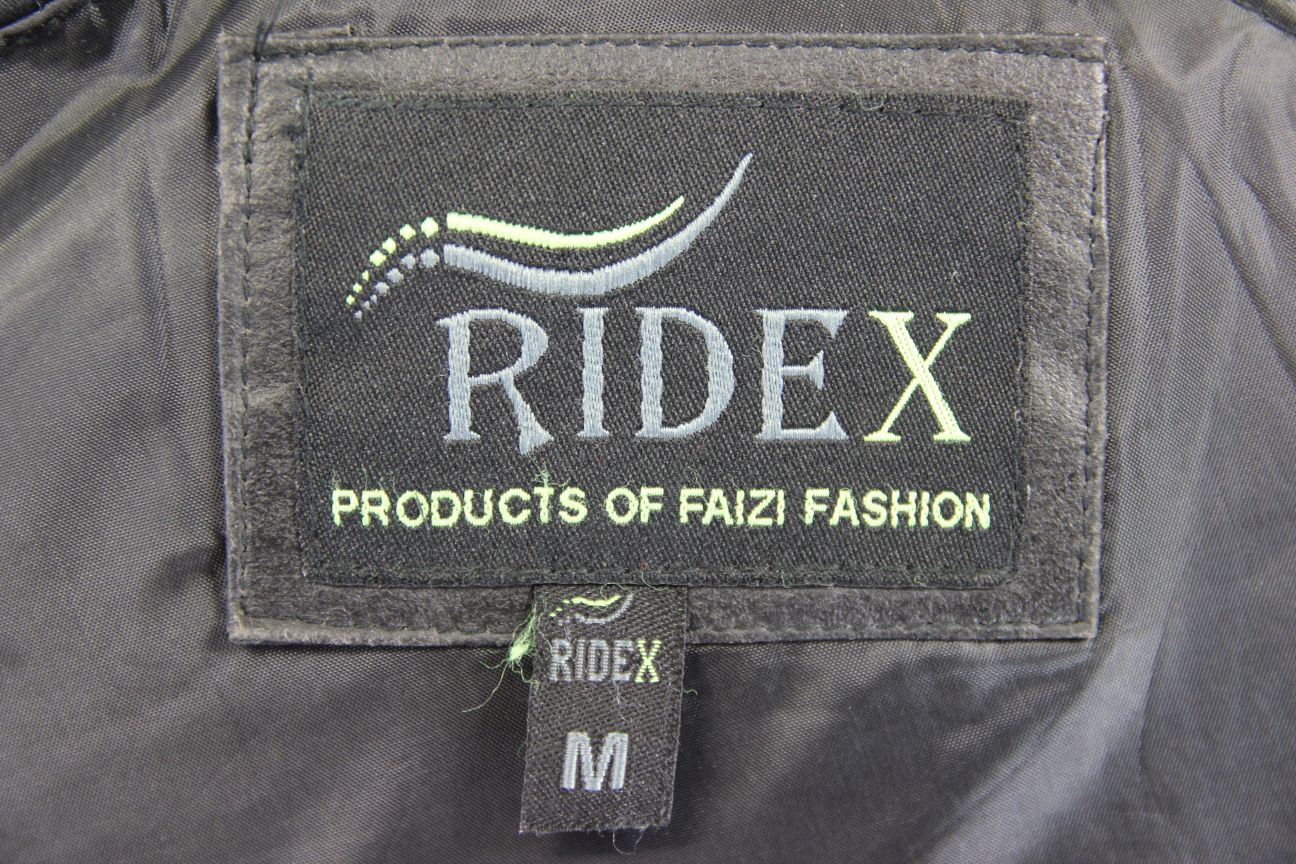 RIDEX
PRODUCTS OF FAIZI FASHION
RIDEX
M